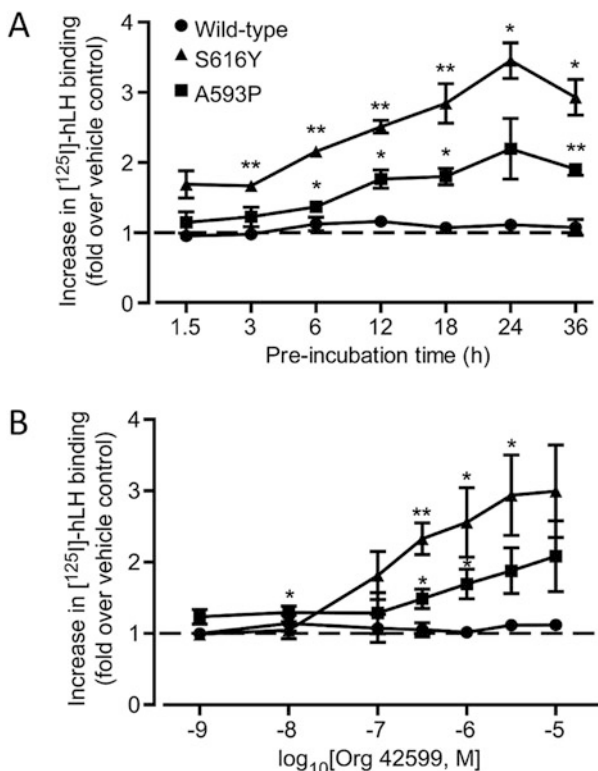 A
Wild-type
S616Y
A593P
Increase in [¹²⁵I]-hLH binding
(fold over vehicle control)
4
3
2
1
0
** ** ** ** * *
* * * **
1.5 3 6 12 18 24 36
Pre-incubation time (h)
B
Increase in [¹²⁵I]-hLH binding
(fold over vehicle control)
4
3
2
1
0
** * *
* * *
-9 -8 -7 -6 -5
log₁₀[Org 42599, M]